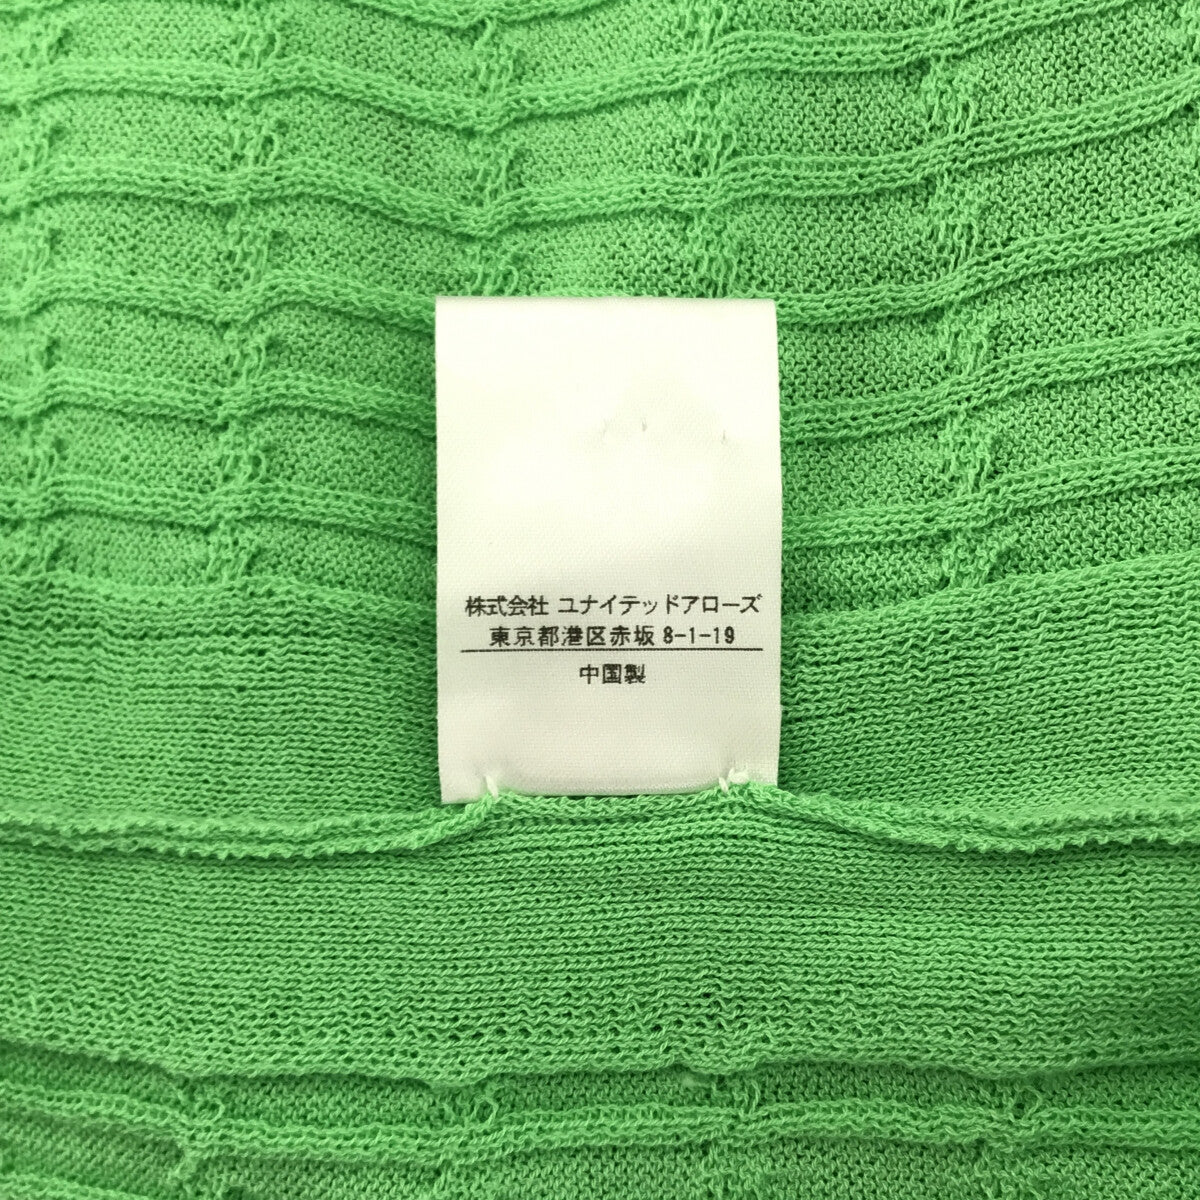 株式会社 ユナイテッドアローズ
東京都港区赤坂 8-1-19
中国製